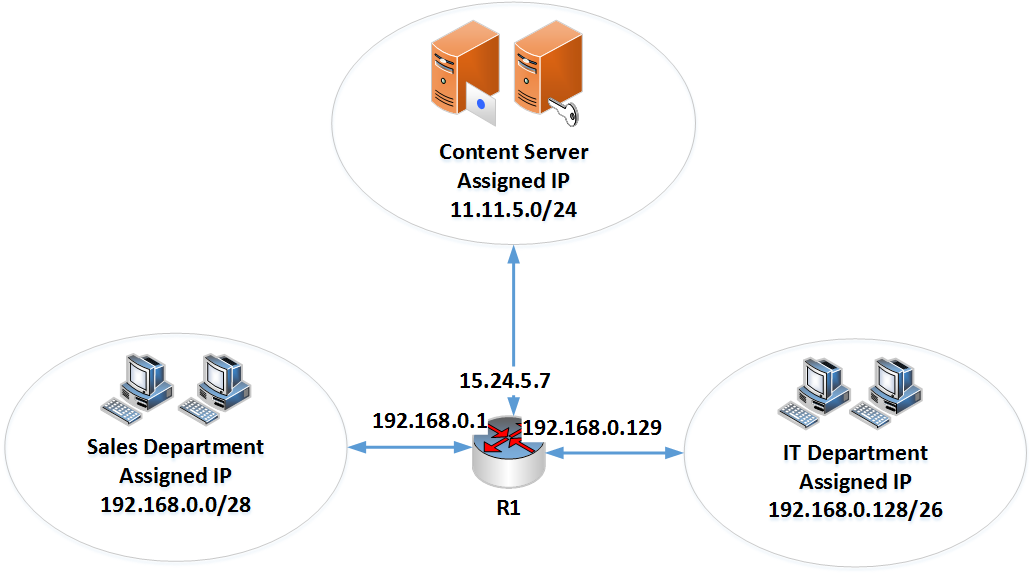 Content Server
Assigned IP
11.11.5.0/24
15.24.5.7
192.168.0.1
192.168.0.129
Sales Department
Assigned IP
192.168.0.0/28
IT Department
Assigned IP
192.168.0.128/26
R1